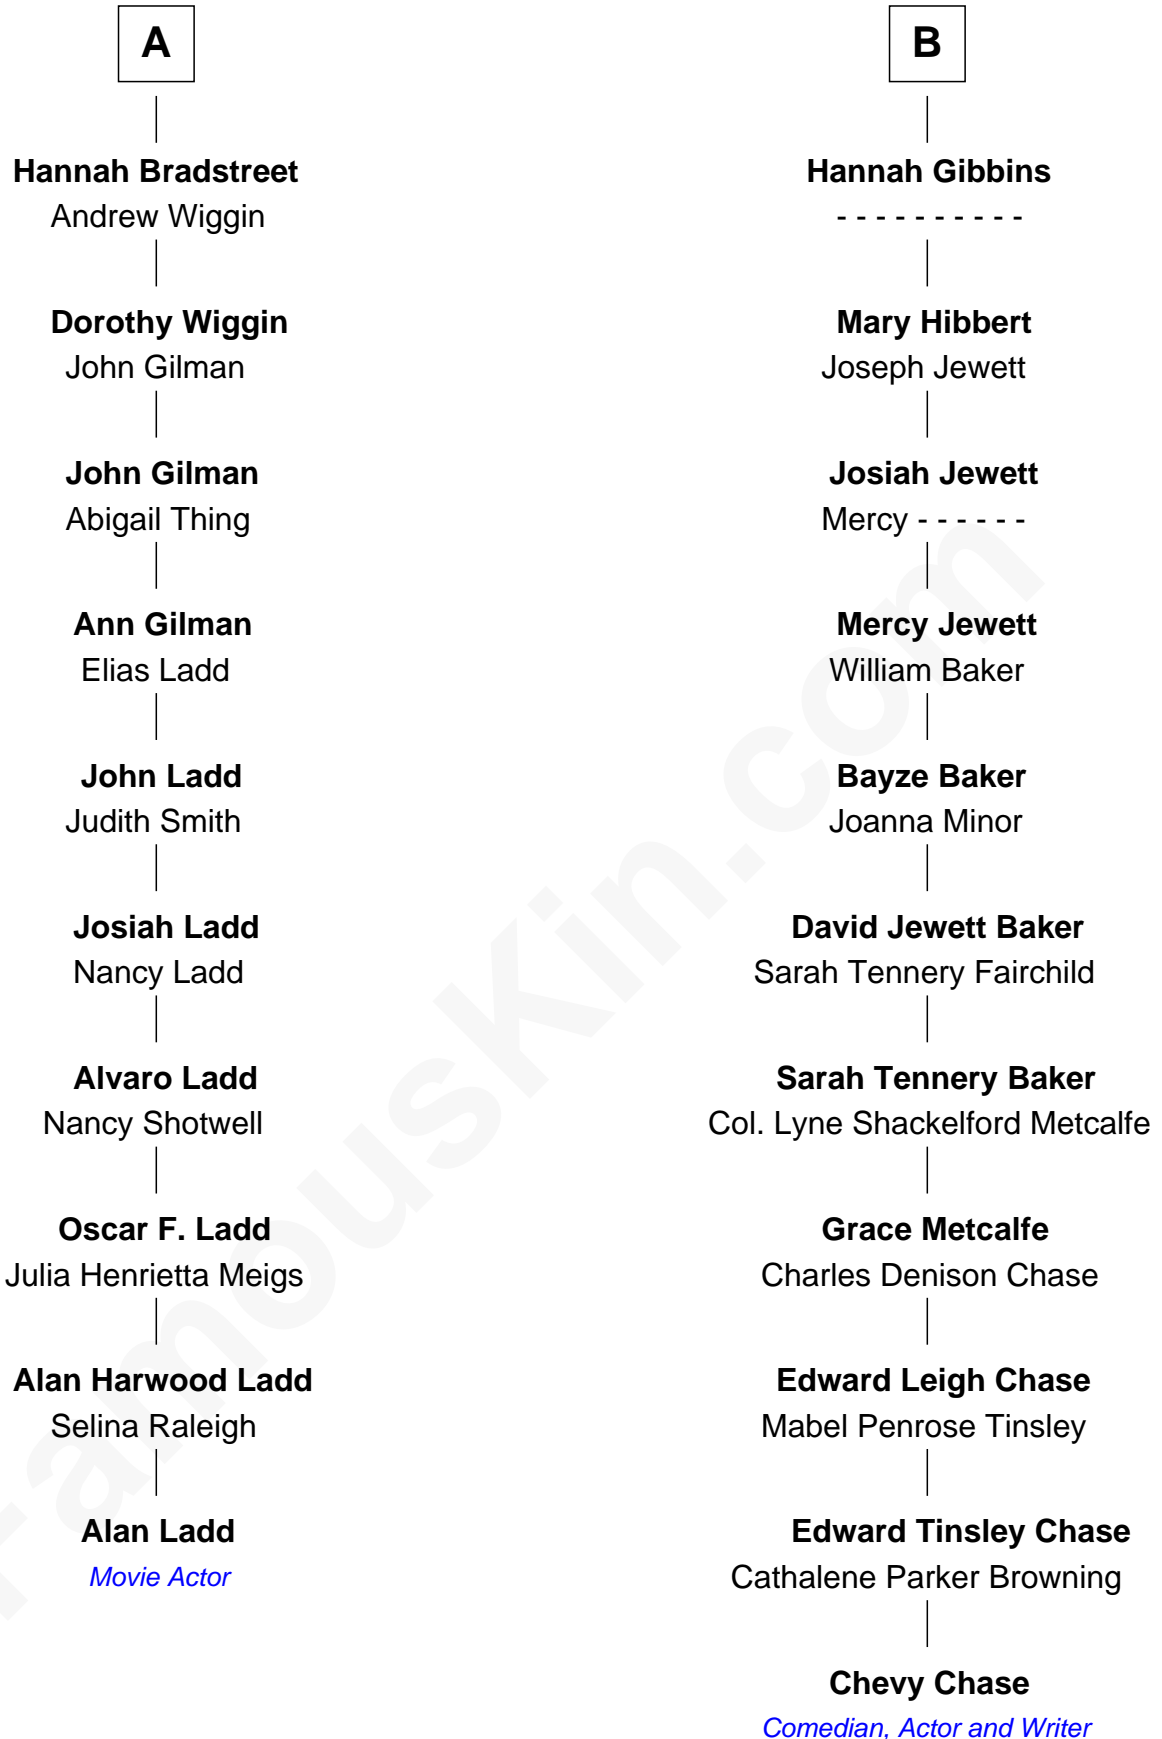 A
Hannah Bradstreet
Andrew Wiggin
Dorothy Wiggin
John Gilman
John Gilman
Abigail Thing
Ann Gilman
Elias Ladd
John Ladd
Judith Smith
Josiah Ladd
Nancy Ladd
Alvaro Ladd
Nancy Shotwell
Oscar F. Ladd
Julia Henrietta Meigs
Alan Harwood Ladd
Selina Raleigh
Alan Ladd
Movie Actor
B
Hannah Gibbins
- - - - - - - - - -
Mary Hibbert
Joseph Jewett
Josiah Jewett
Mercy - - - - - -
Mercy Jewett
William Baker
Bayze Baker
Joanna Minor
David Jewett Baker
Sarah Tennery Fairchild
Sarah Tennery Baker
Col. Lyne Shackelford Metcalfe
Grace Metcalfe
Charles Denison Chase
Edward Leigh Chase
Mabel Penrose Tinsley
Edward Tinsley Chase
Cathalene Parker Browning
Chevy Chase
Comedian, Actor and Writer
FamousKin.com